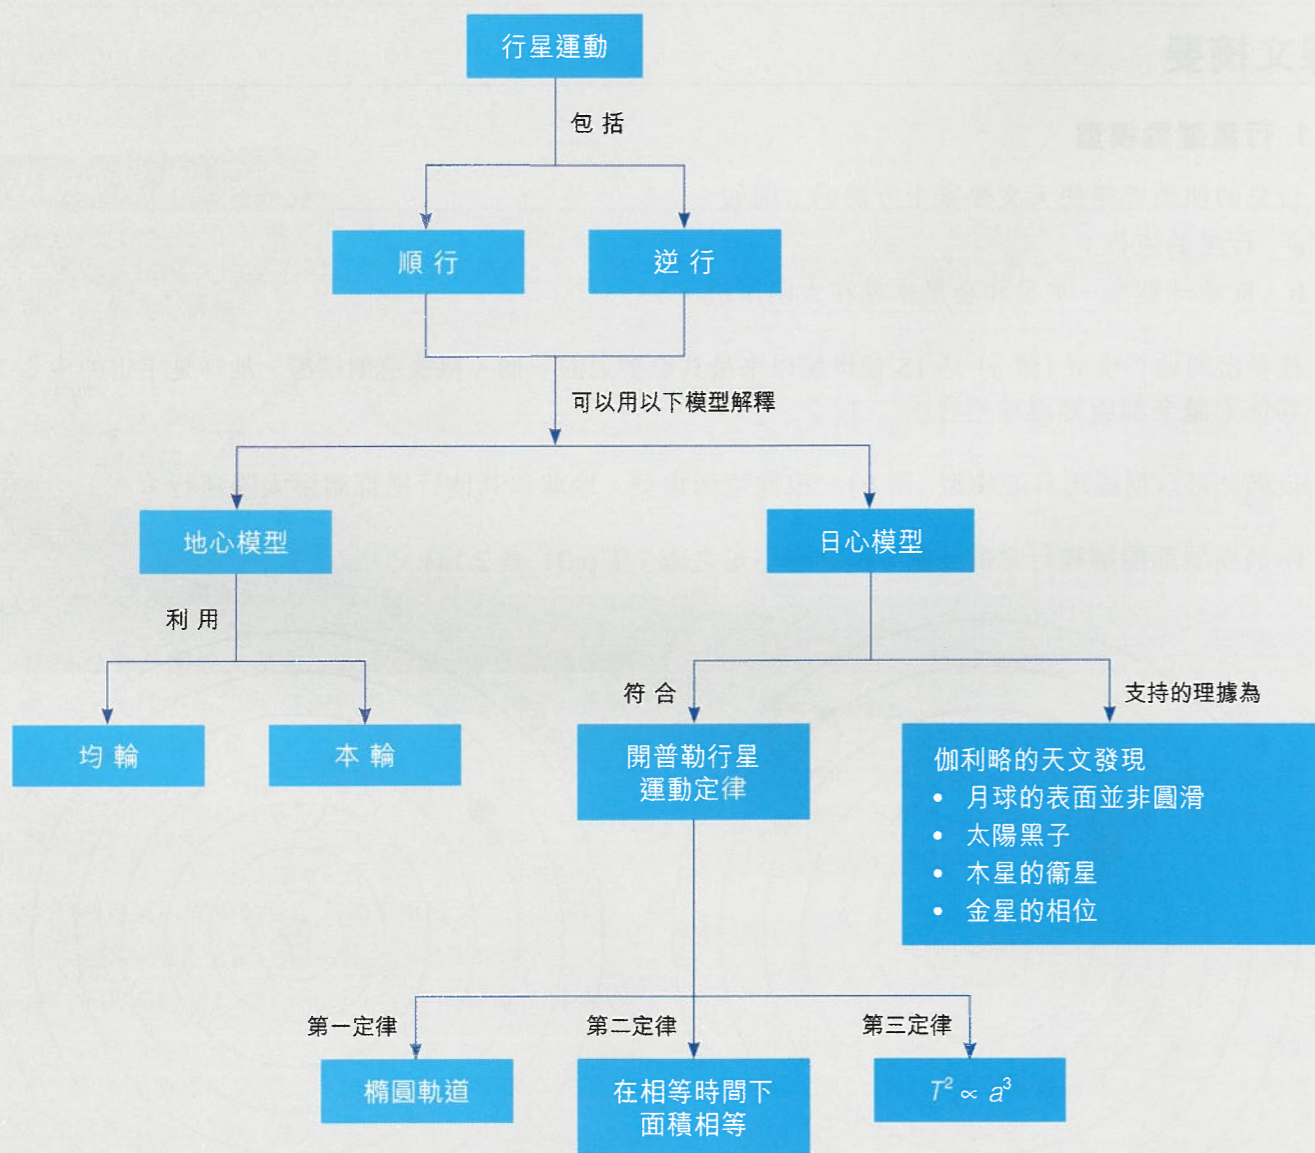 行星運動
包括
順行
逆行
可以用以下模型解釋
地心模型
日心模型
利用
符合
支持的理據為
均輪
本輪
開普勒行星
運動定律
伽利略的天文發現
• 月球的表面並非圓滑
• 太陽黑子
• 木星的衞星
• 金星的相位
第一定律
第二定律
第三定律
橢圓軌道
在相等時間下
面積相等
T² ∝ a³